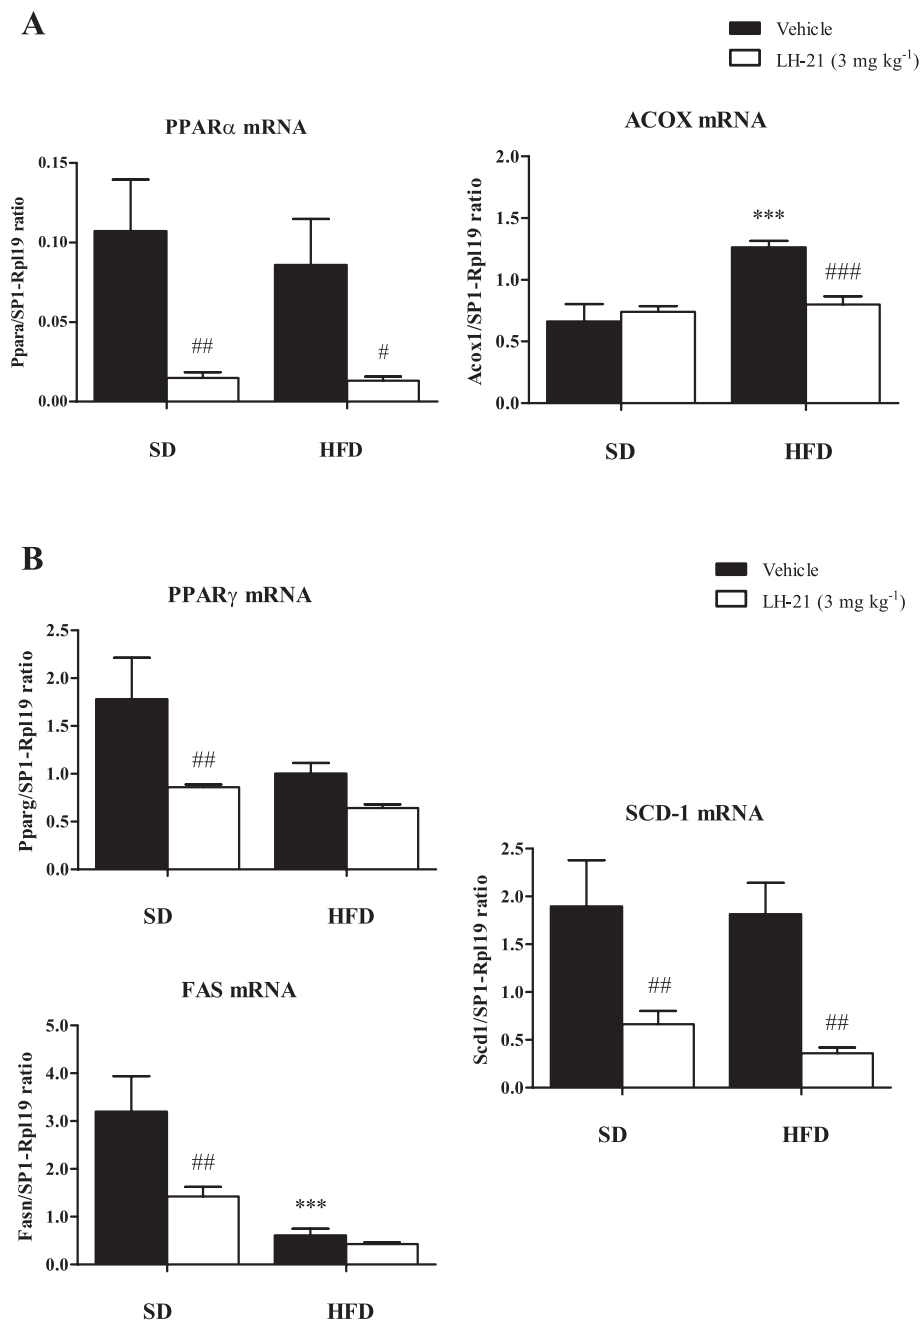 A
Vehicle
LH-21 (3 mg kg-1)
PPARα mRNA
Ppara/SP1-Rpl19 ratio
0.15
0.10
0.05
0.00
##
#
SD HFD
ACOX mRNA
Acox1/SP1-Rpl19 ratio
2.0
1.5
1.0
0.5
0.0
***
###
SD HFD
B
Vehicle
LH-21 (3 mg kg-1)
PPARγ mRNA
Pparg/SP1-Rpl19 ratio
2.5
2.0
1.5
1.0
0.5
0.0
##
SD HFD
SCD-1 mRNA
Scd1/SP1-Rpl19 ratio
2.5
2.0
1.5
1.0
0.5
0.0
##
##
SD HFD
FAS mRNA
Fasn/SP1-Rpl19 ratio
5.0
4.0
3.0
2.0
1.0
0.0
##
***
SD HFD